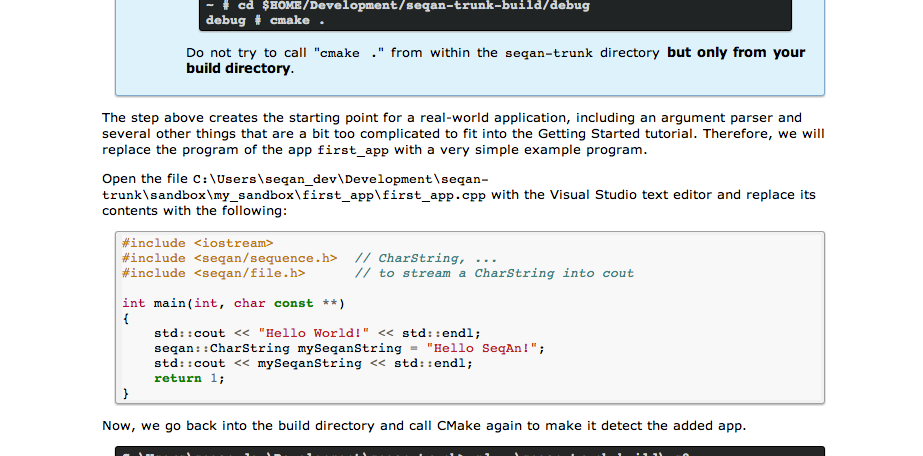 ~ # cd $HOME/Development/seqan-trunk-build/debug
debug # cmake .
Do not try to call "cmake ." from within the seqan-trunk directory but only from your
build directory.
The step above creates the starting point for a real-world application, including an argument parser and
several other things that are a bit too complicated to fit into the Getting Started tutorial. Therefore, we will
replace the program of the app first_app with a very simple example program.
Open the file C:\Users\seqan_dev\Development\seqan-
trunk\sandbox\my_sandbox\first_app\first_app.cpp with the Visual Studio text editor and replace its
contents with the following:
#include <iostream>
#include <seqan/sequence.h>  // CharString, ...
#include <seqan/file.h>      // to stream a CharString into cout
int main(int, char const **)
{
    std::cout << "Hello World!" << std::endl;
    seqan::CharString mySeqanString = "Hello SeqAn!";
    std::cout << mySeqanString << std::endl;
    return 1;
}
Now, we go back into the build directory and call CMake again to make it detect the added app.